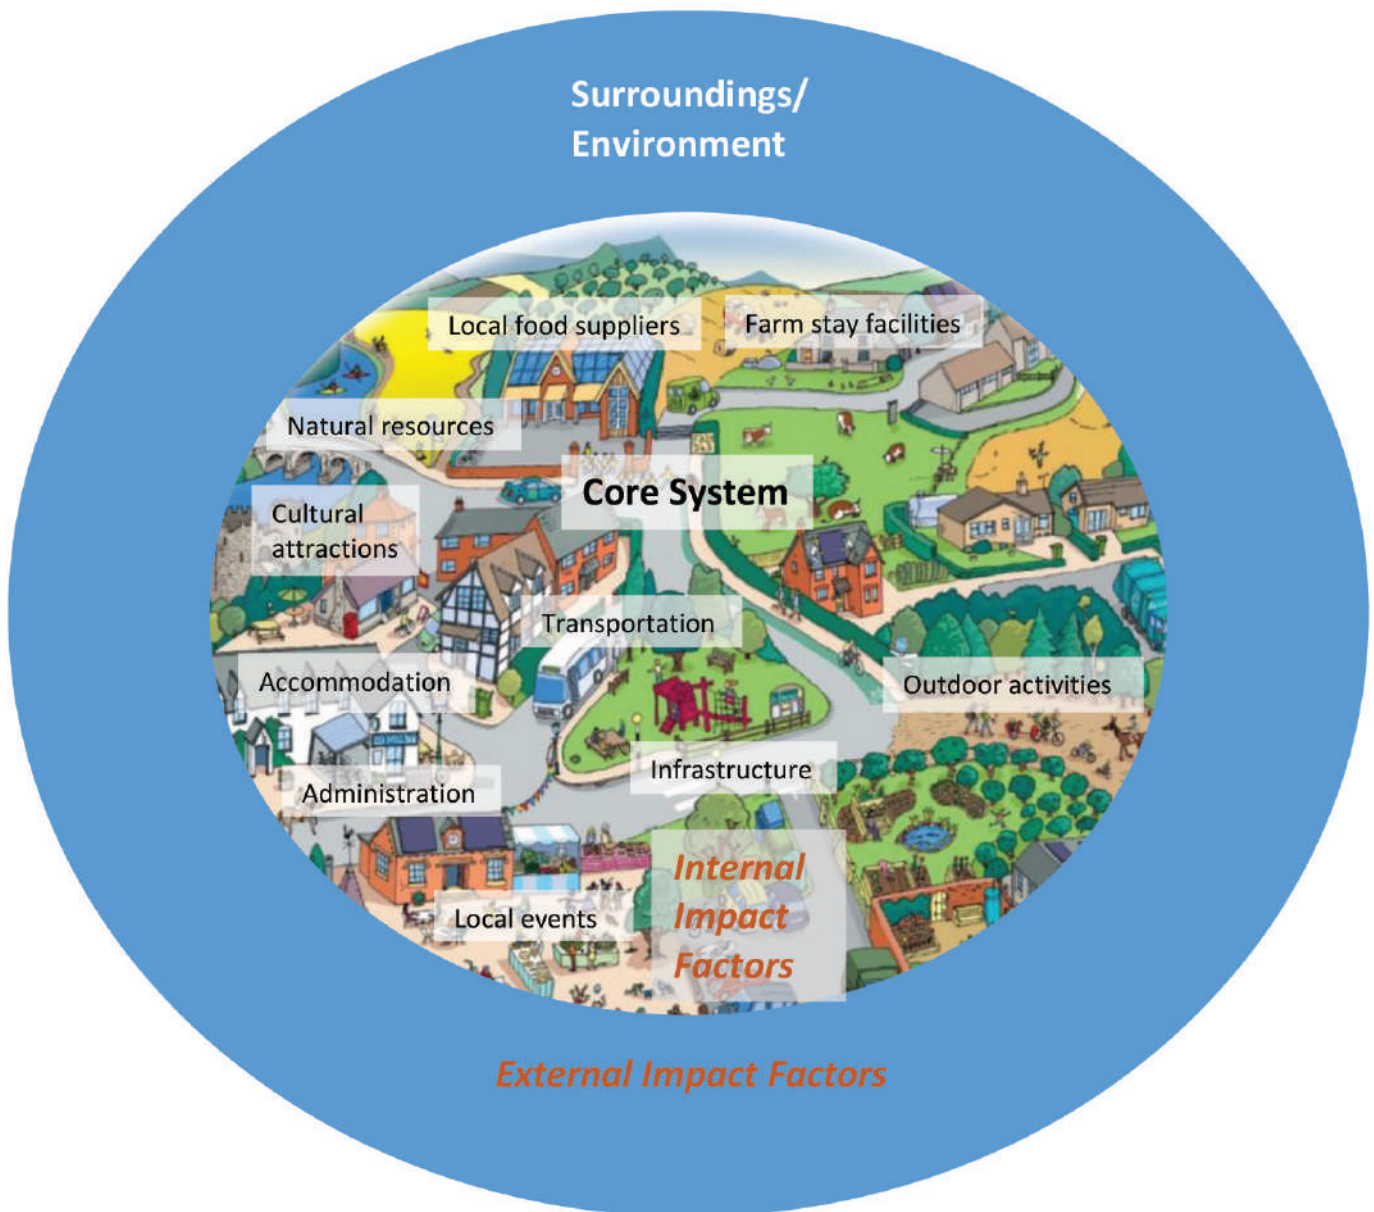 Surroundings/
Environment
Local food suppliers
Farm stay facilities
Natural resources
Core System
Cultural
attractions
Transportation
Accommodation
Outdoor activities
Infrastructure
Administration
Internal
Impact
Factors
Local events
External Impact Factors